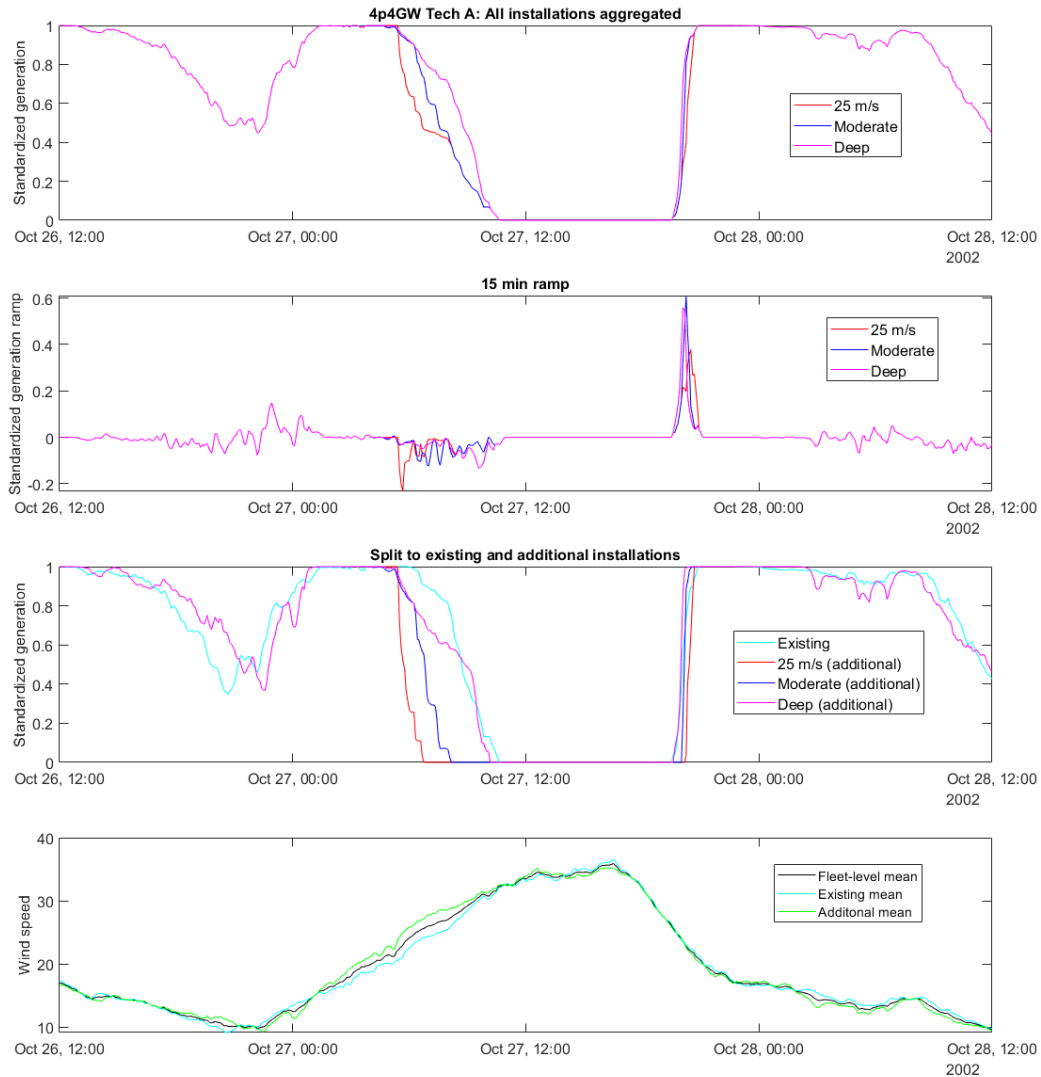 4p4GW Tech A: All installations aggregated
Standardized generation
1
0.8
0.6
0.4
0.2
0
25 m/s
Moderate
Deep
Oct 26, 12:00 Oct 27, 00:00 Oct 27, 12:00 Oct 28, 00:00 Oct 28, 12:00
2002
15 min ramp
Standardized generation ramp
0.6
0.4
0.2
0
-0.2
25 m/s
Moderate
Deep
Oct 26, 12:00 Oct 27, 00:00 Oct 27, 12:00 Oct 28, 00:00 Oct 28, 12:00
2002
Split to existing and additional installations
Standardized generation
1
0.8
0.6
0.4
0.2
0
Existing
25 m/s (additional)
Moderate (additional)
Deep (additional)
Oct 26, 12:00 Oct 27, 00:00 Oct 27, 12:00 Oct 28, 00:00 Oct 28, 12:00
2002
Wind speed
40
30
20
10
Fleet-level mean
Existing mean
Additonal mean
Oct 26, 12:00 Oct 27, 00:00 Oct 27, 12:00 Oct 28, 00:00 Oct 28, 12:00
2002